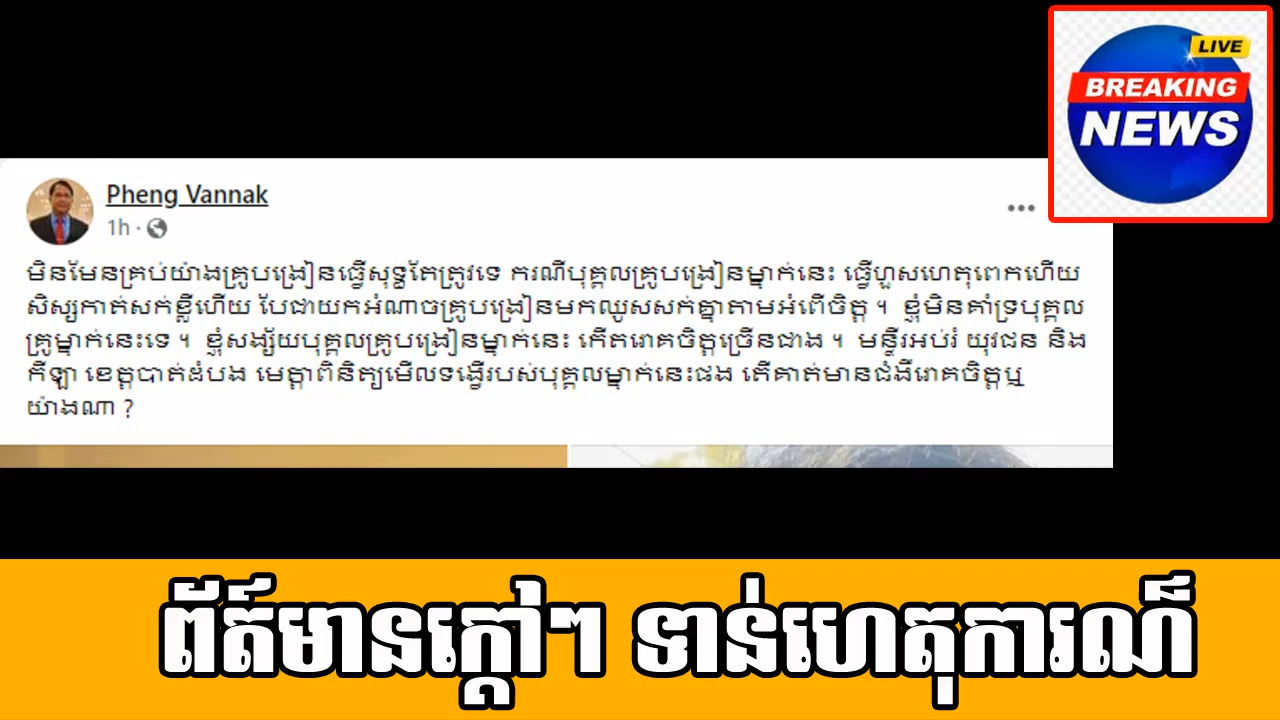 LIVE
BREAKING
NEWS
Pheng Vannak
1h ·
មិនមែនគ្រប់យ៉ាងគ្រូបង្រៀនធ្វើសុទ្ធតែត្រូវទេ ករណីបុគ្គលគ្រូបង្រៀនម្នាក់នេះ ធ្វើហួសហេតុពេកហើយ
សិស្សកាត់សក់ខ្លីហើយ បែជាយកអំណាចគ្រូបង្រៀនមកឈូសសក់គ្នាតាមអំពើចិត្ត ។ ខ្ញុំមិនគាំទ្របុគ្គល
គ្រូម្នាក់នេះទេ ។ ខ្ញុំសង្ស័យបុគ្គលគ្រូបង្រៀនម្នាក់នេះ កើតរោគចិត្តច្រើនជាង ។ មន្ទីរអប់រំ យុវជន និង
កីឡា ខេត្តបាត់ដំបង មេត្តាពិនិត្យមើលទង្វើរបស់បុគ្គលម្នាក់នេះផង តើគាត់មានជំងឺរោគចិត្តឬ
យ៉ាងណា ?
ព័ត៍មានក្តៅៗ ទាន់ហេតុការណ៏